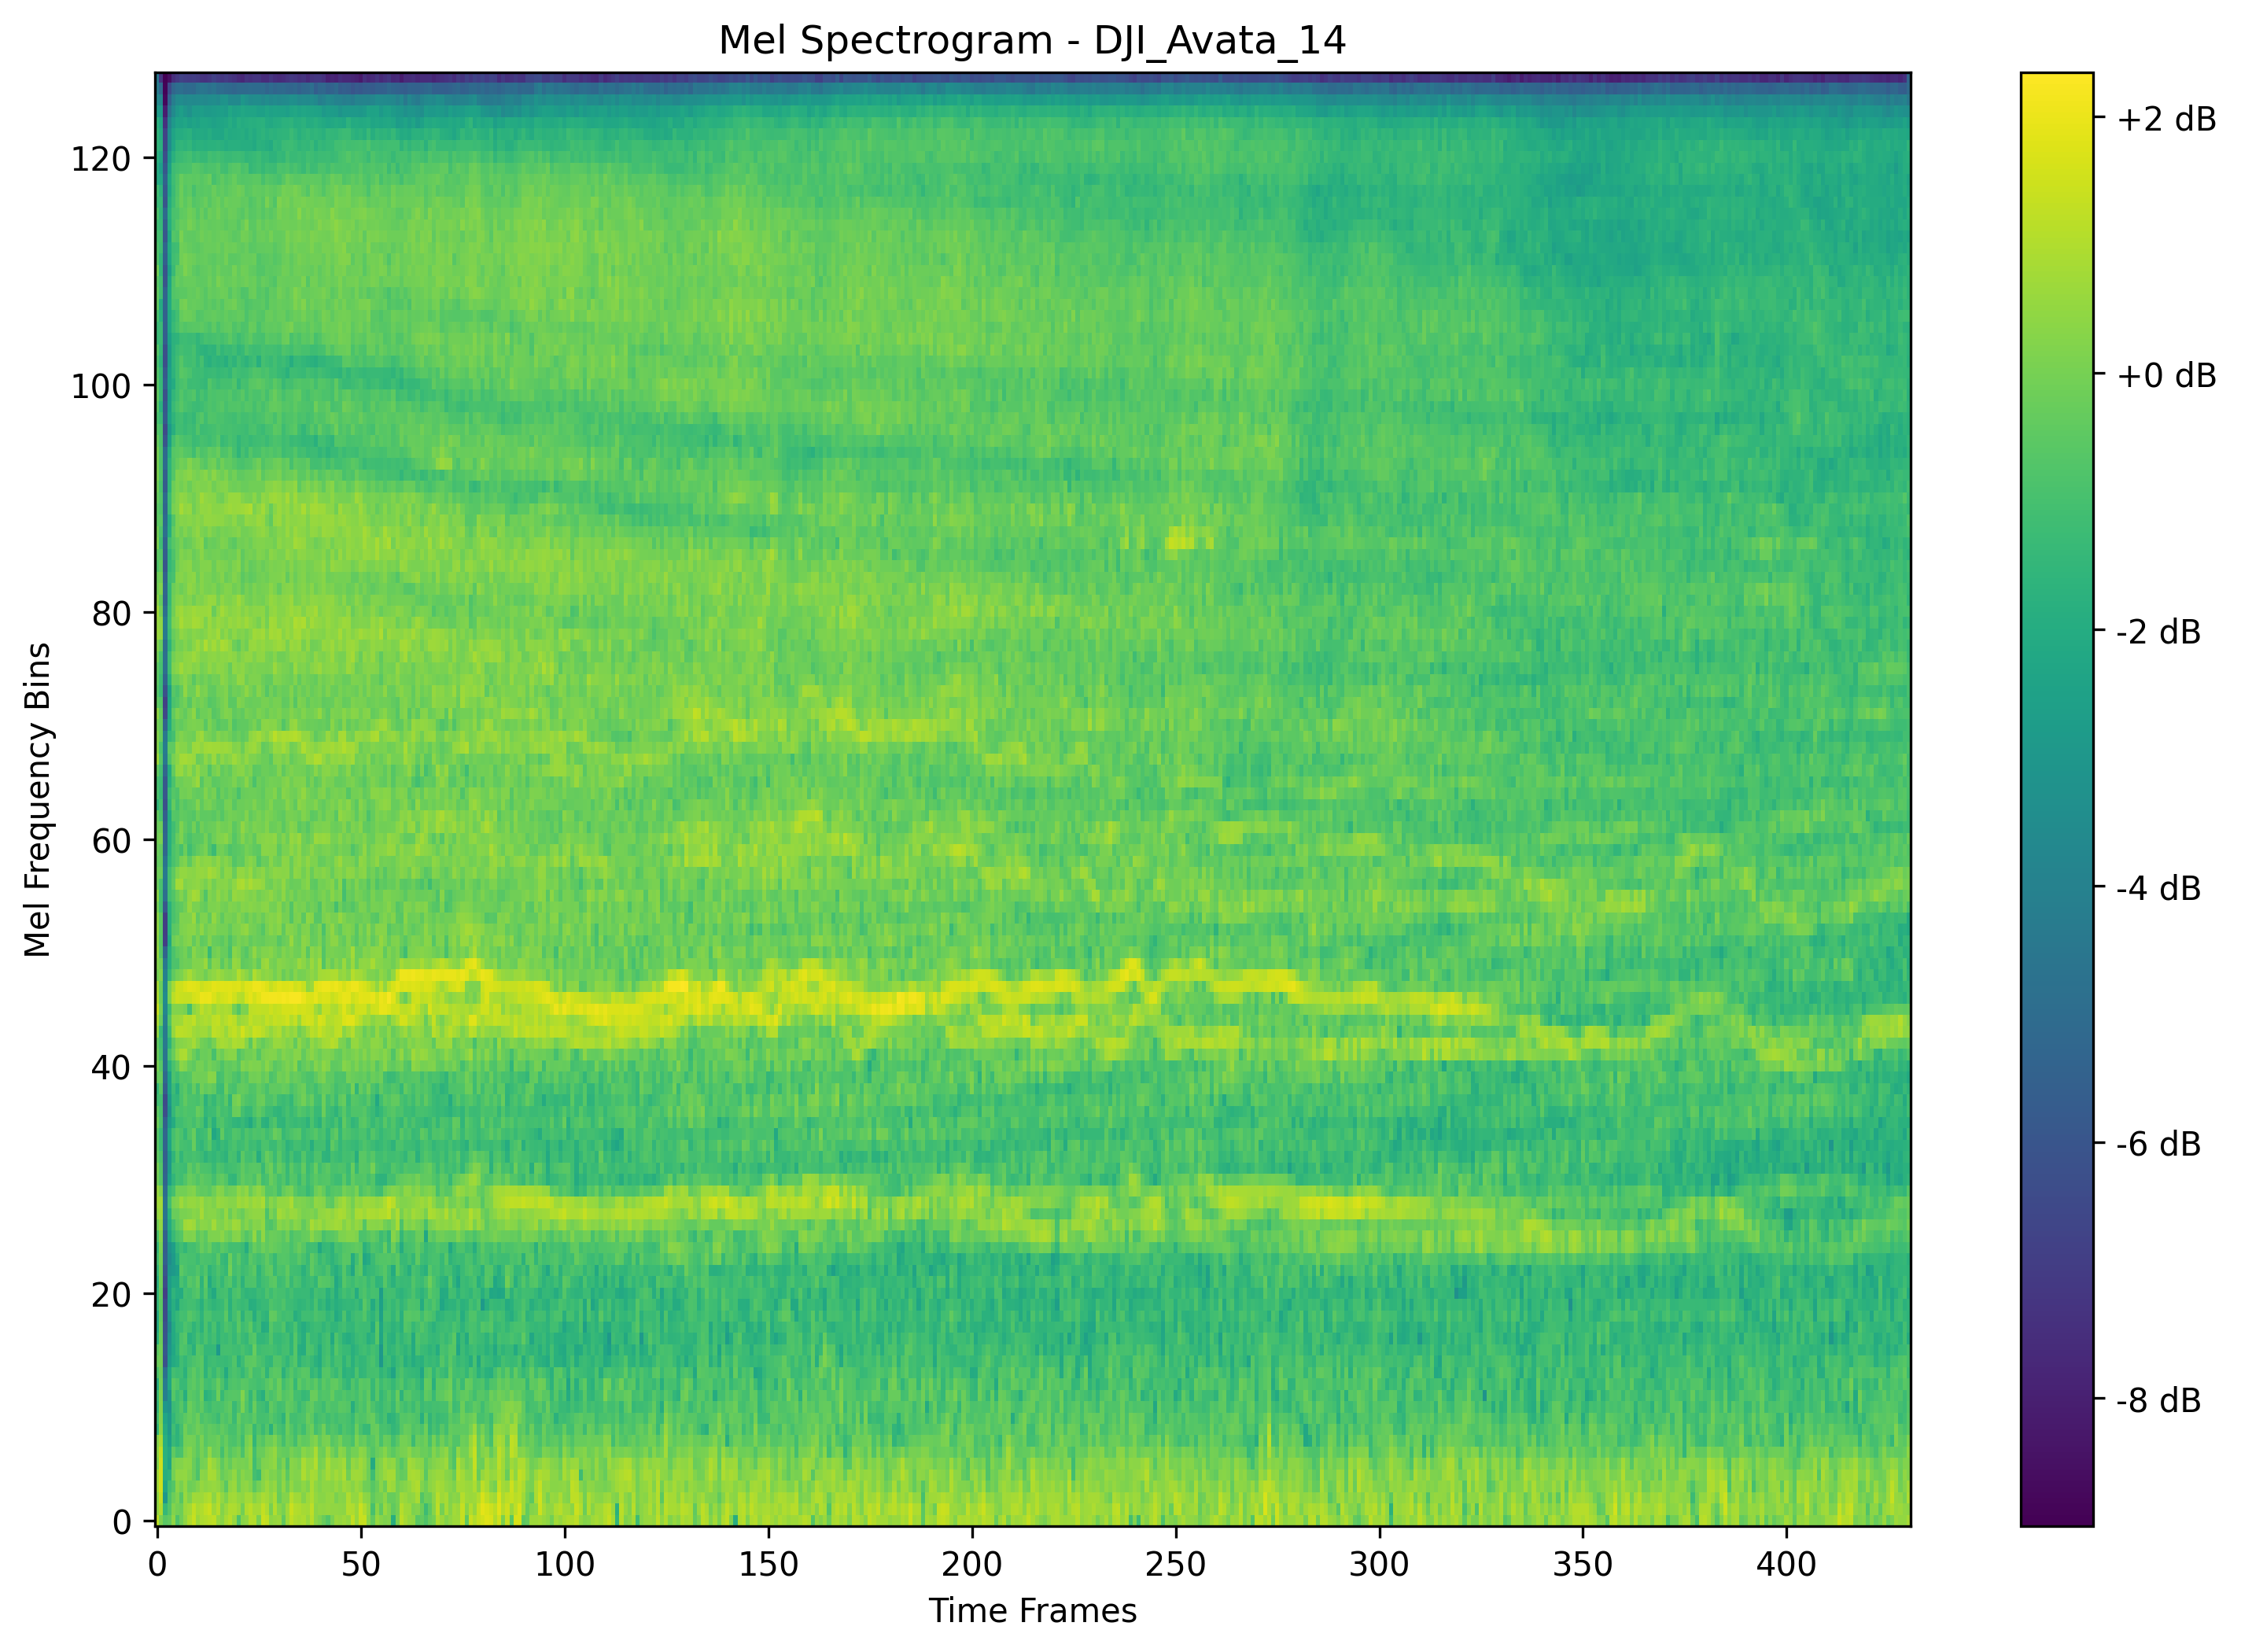 Mel Spectrogram - DJI_Avata_14
Mel Frequency Bins
120
100
80
60
40
20
0
0 50 100 150 200 250 300 350 400
Time Frames
+2 dB
+0 dB
-2 dB
-4 dB
-6 dB
-8 dB